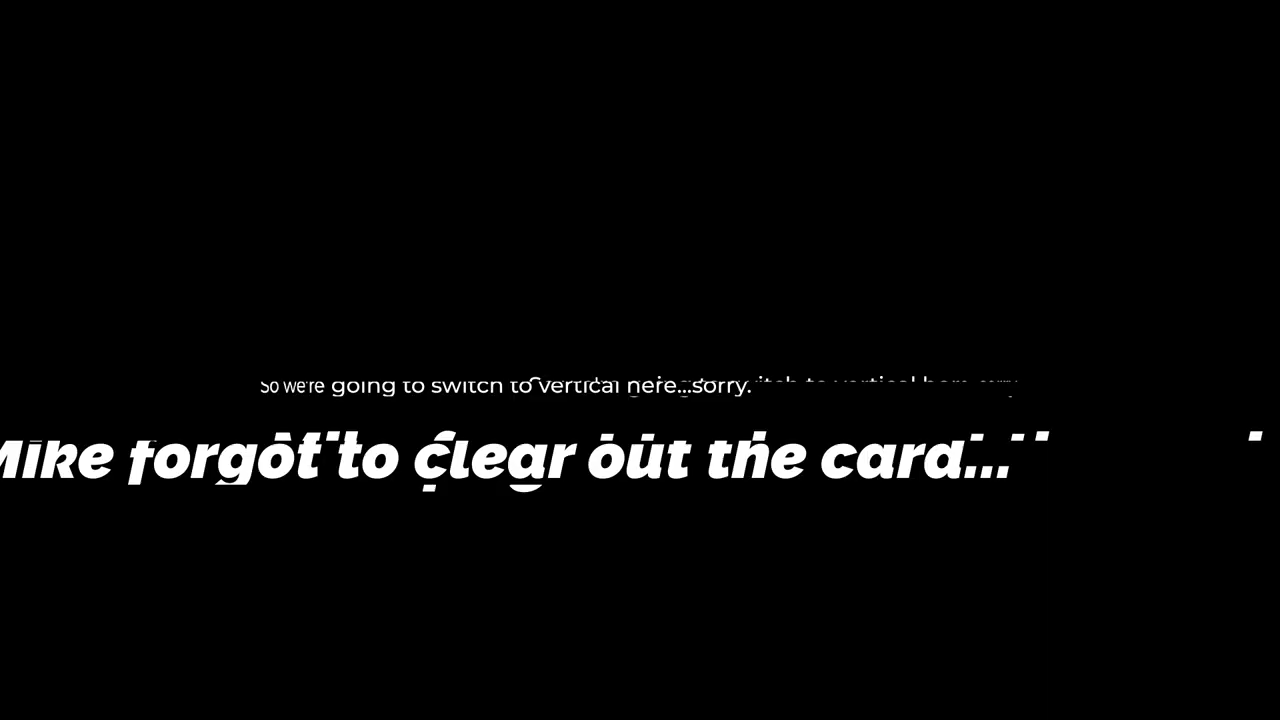 So we're going to switch to vertical here...sorry.
Mike forgot to clear out the card...